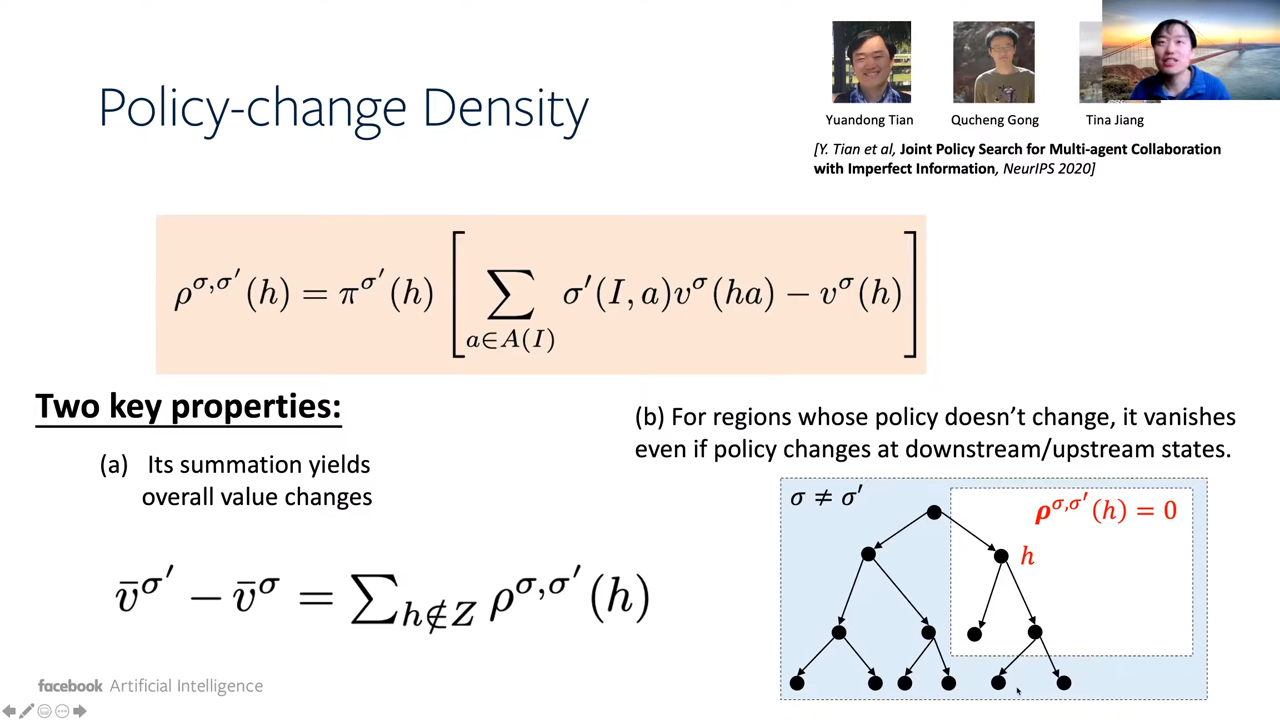 Policy-change Density
Yuandong Tian
Qucheng Gong
Tina Jiang
[Y. Tian et al, Joint Policy Search for Multi-agent Collaboration
with Imperfect Information, NeurIPS 2020]
ρ^{σ,σ′}(h) = π^{σ′}(h) [ ∑_{a∈A(I)} σ′(I, a)v^σ(ha) − v^σ(h) ]
Two key properties:
(a) Its summation yields
overall value changes
v̄^{σ′} − v̄^σ = ∑_{h∉Z} ρ^{σ,σ′}(h)
(b) For regions whose policy doesn’t change, it vanishes
even if policy changes at downstream/upstream states.
σ ≠ σ′
ρ^{σ,σ′}(h) = 0
h
facebook Artificial Intelligence